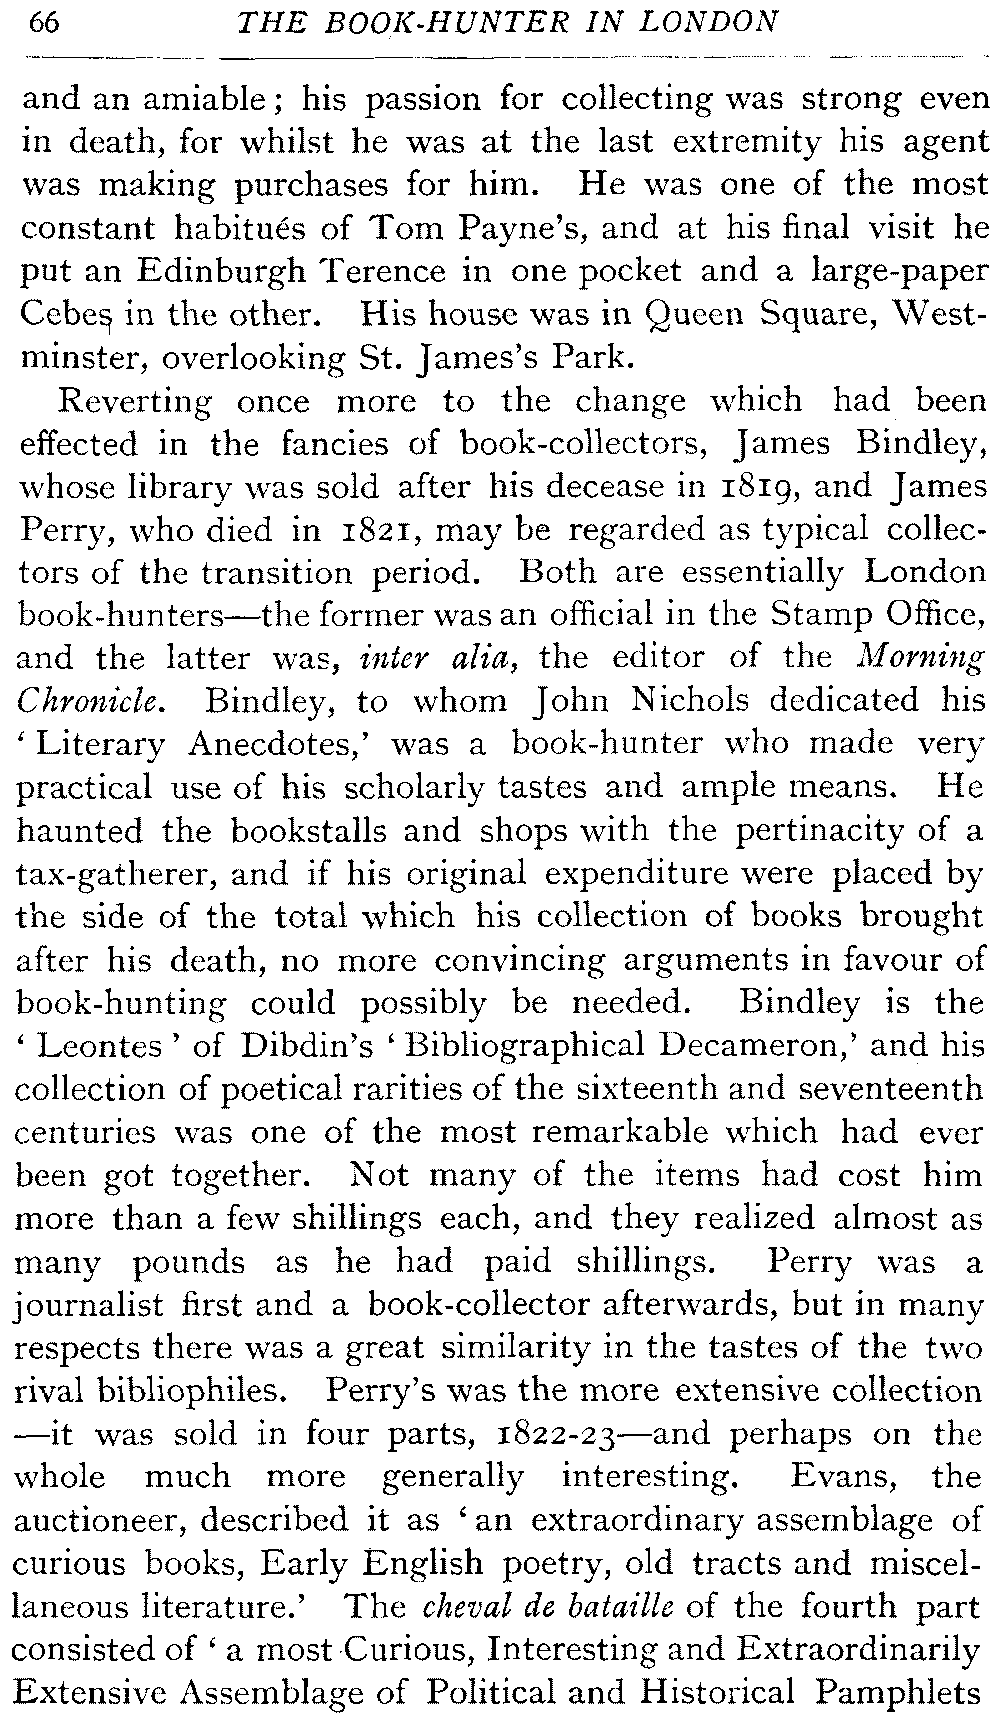 66 THE BOOK-HUNTER IN LONDON
and an amiable; his passion for collecting was strong even
in death, for whilst he was at the last extremity his agent
was making purchases for him. He was one of the most
constant habitués of Tom Payne's, and at his final visit he
put an Edinburgh Terence in one pocket and a large-paper
Cebes in the other. His house was in Queen Square, West-
minster, overlooking St. James's Park.
Reverting once more to the change which had been
effected in the fancies of book-collectors, James Bindley,
whose library was sold after his decease in 1819, and James
Perry, who died in 1821, may be regarded as typical collec-
tors of the transition period. Both are essentially London
book-hunters—the former was an official in the Stamp Office,
and the latter was, inter alia, the editor of the Morning
Chronicle. Bindley, to whom John Nichols dedicated his
‘Literary Anecdotes,’ was a book-hunter who made very
practical use of his scholarly tastes and ample means. He
haunted the bookstalls and shops with the pertinacity of a
tax-gatherer, and if his original expenditure were placed by
the side of the total which his collection of books brought
after his death, no more convincing arguments in favour of
book-hunting could possibly be needed. Bindley is the
‘Leontes’ of Dibdin's ‘Bibliographical Decameron,’ and his
collection of poetical rarities of the sixteenth and seventeenth
centuries was one of the most remarkable which had ever
been got together. Not many of the items had cost him
more than a few shillings each, and they realized almost as
many pounds as he had paid shillings. Perry was a
journalist first and a book-collector afterwards, but in many
respects there was a great similarity in the tastes of the two
rival bibliophiles. Perry's was the more extensive collection
—it was sold in four parts, 1822-23—and perhaps on the
whole much more generally interesting. Evans, the
auctioneer, described it as ‘an extraordinary assemblage of
curious books, Early English poetry, old tracts and miscel-
laneous literature.’ The cheval de bataille of the fourth part
consisted of ‘a most Curious, Interesting and Extraordinarily
Extensive Assemblage of Political and Historical Pamphlets